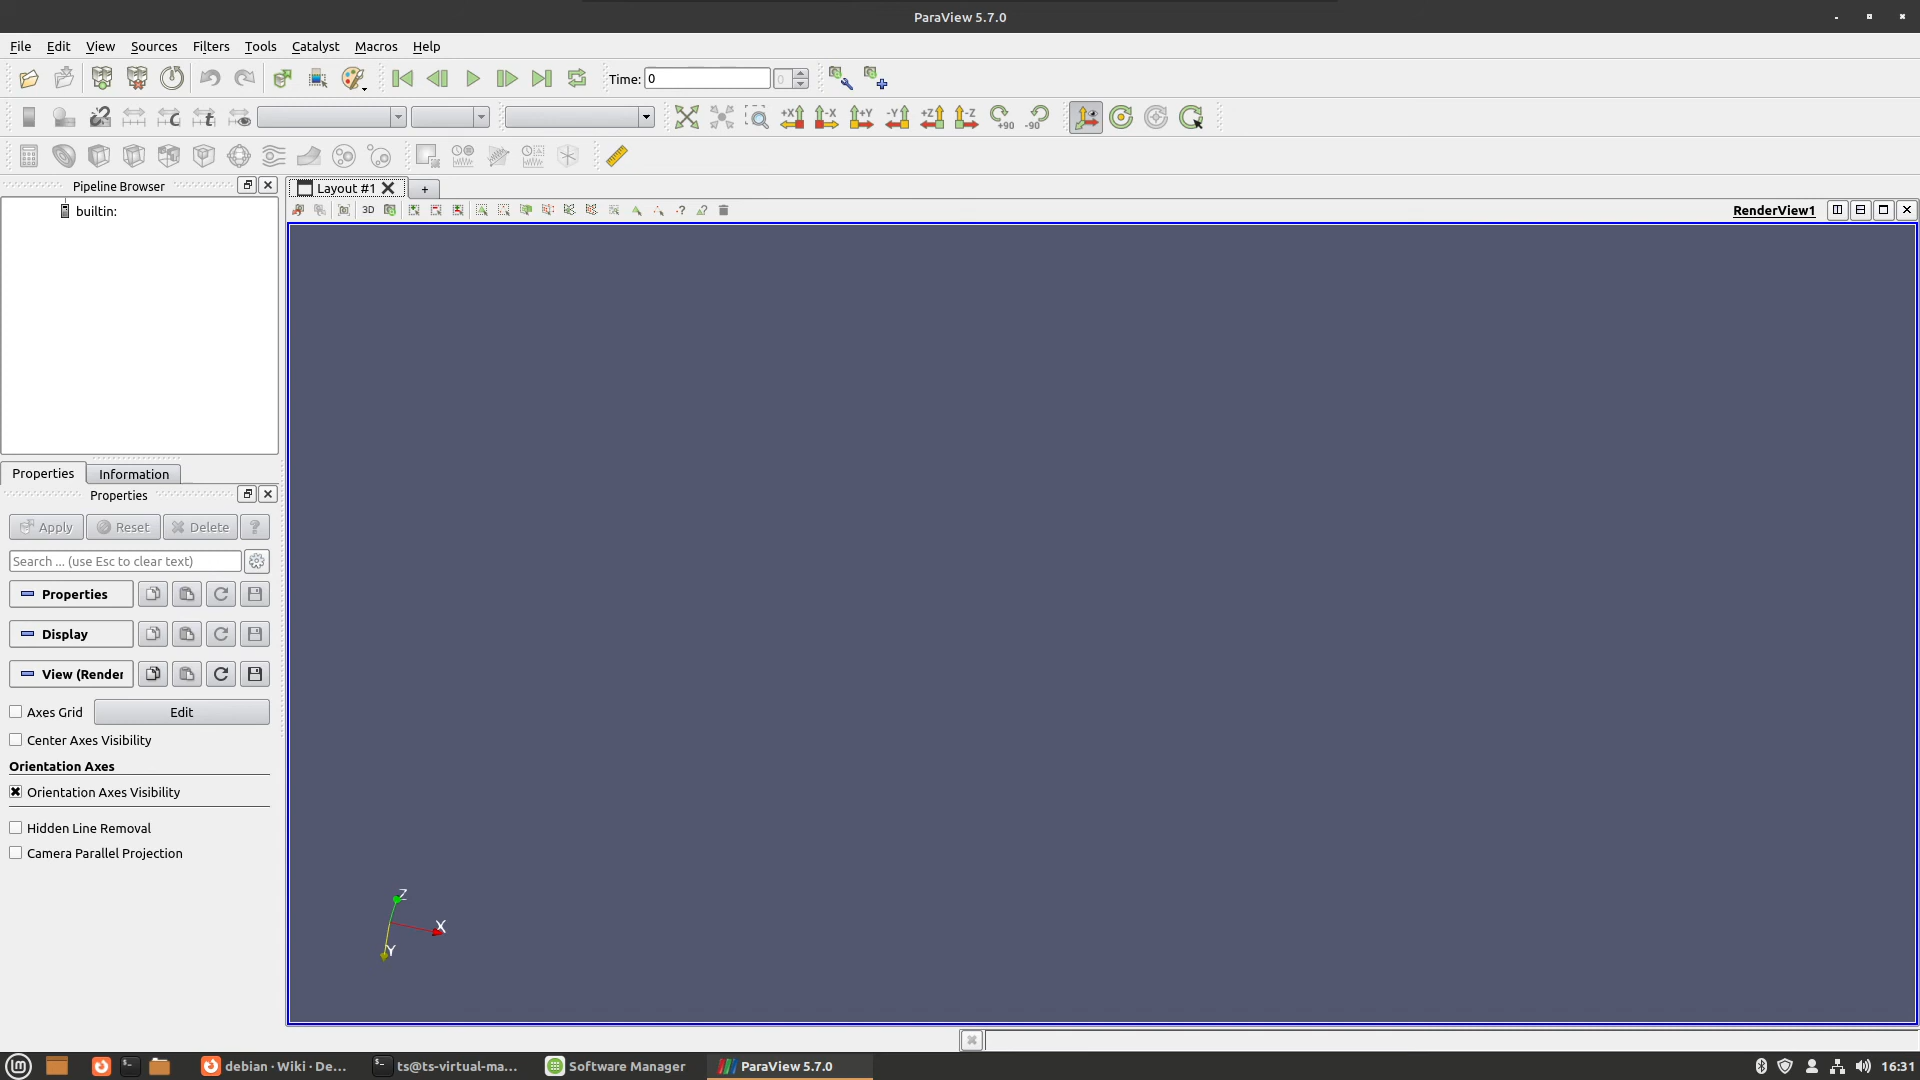 ParaView 5.7.0
File Edit View Sources Filters Tools Catalyst Macros Help
Time: 0 0
+X -X +Y -Y +Z -Z +90 -90
Pipeline Browser
Layout #1 +
builtin:
3D
RenderView1
Properties Information
Properties
Apply Reset Delete ?
Search ... (use Esc to clear text)
Properties
Display
View (Render
Axes Grid Edit
Center Axes Visibility
Orientation Axes
Orientation Axes Visibility
Hidden Line Removal
Camera Parallel Projection
Z
X
Y
debian · Wiki · De... ts@ts-virtual-ma... Software Manager ParaView 5.7.0 16:31